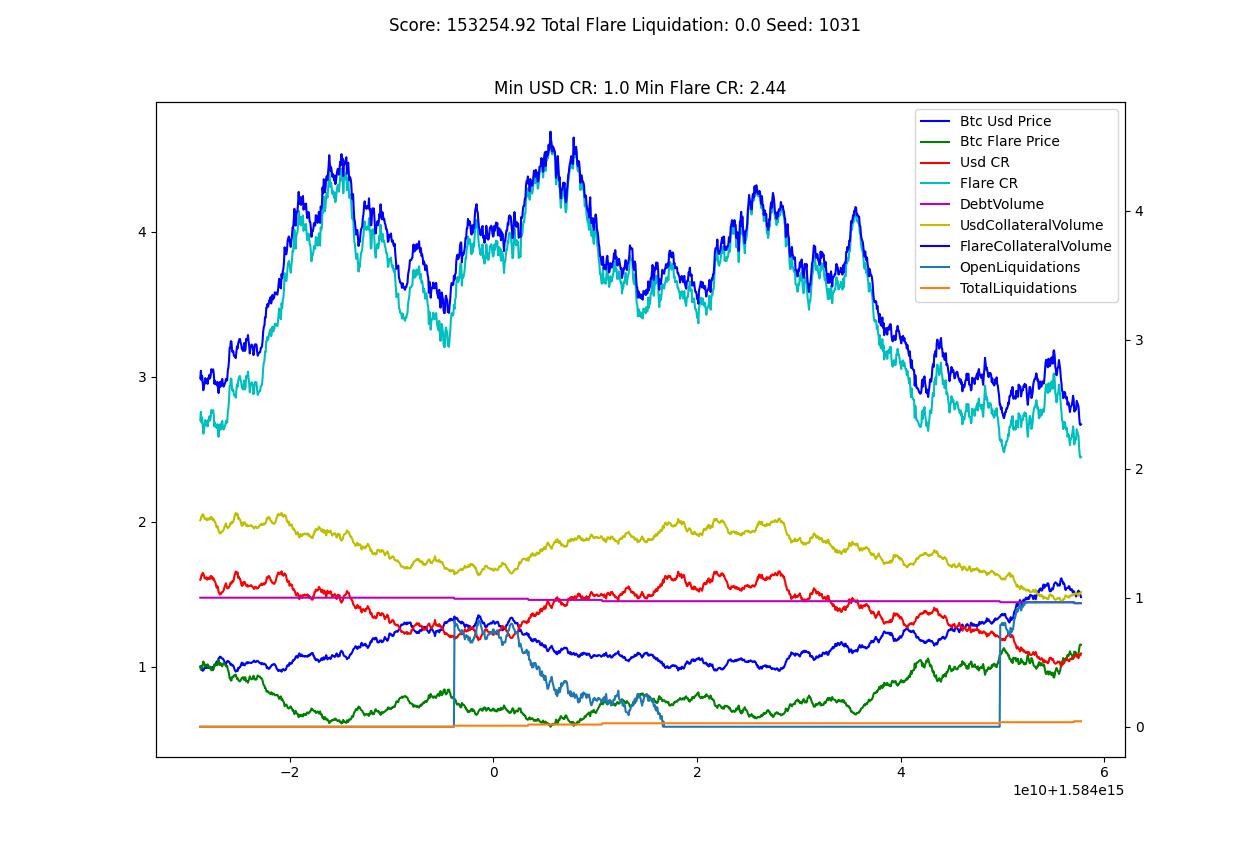 Score: 153254.92 Total Flare Liquidation: 0.0 Seed: 1031
Min USD CR: 1.0 Min Flare CR: 2.44
Btc Usd Price
Btc Flare Price
Usd CR
Flare CR
DebtVolume
UsdCollateralVolume
FlareCollateralVolume
OpenLiquidations
TotalLiquidations
4
3
2
1
4
3
2
1
0
−2 0 2 4 6
1e10+1.584e15